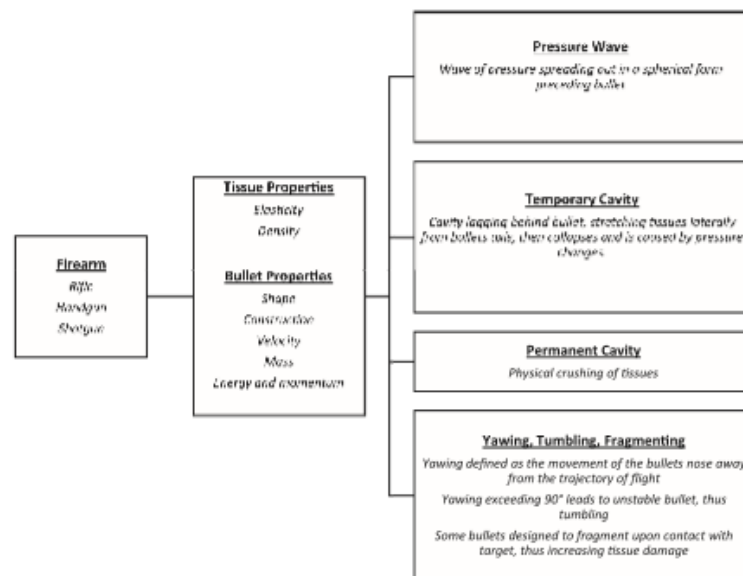 Firearm
Rifle
Handgun
Shotgun
Tissue Properties
Elasticity
Density
Bullet Properties
Shape
Construction
Velocity
Mass
Energy and momentum
Pressure Wave
Wave of pressure spreading out in a spherical form
preceding bullet
Temporary Cavity
Cavity lagging behind bullet, stretching tissues laterally
from bullets axis, then collapses and is caused by pressure
changes
Permanent Cavity
Physical crushing of tissues
Yawing, Tumbling, Fragmenting
Yawing defined as the movement of the bullets nose away
from the trajectory of flight
Yawing exceeding 90° leads to unstable bullet, thus
tumbling
Some bullets designed to fragment upon contact with
target, thus increasing tissue damage